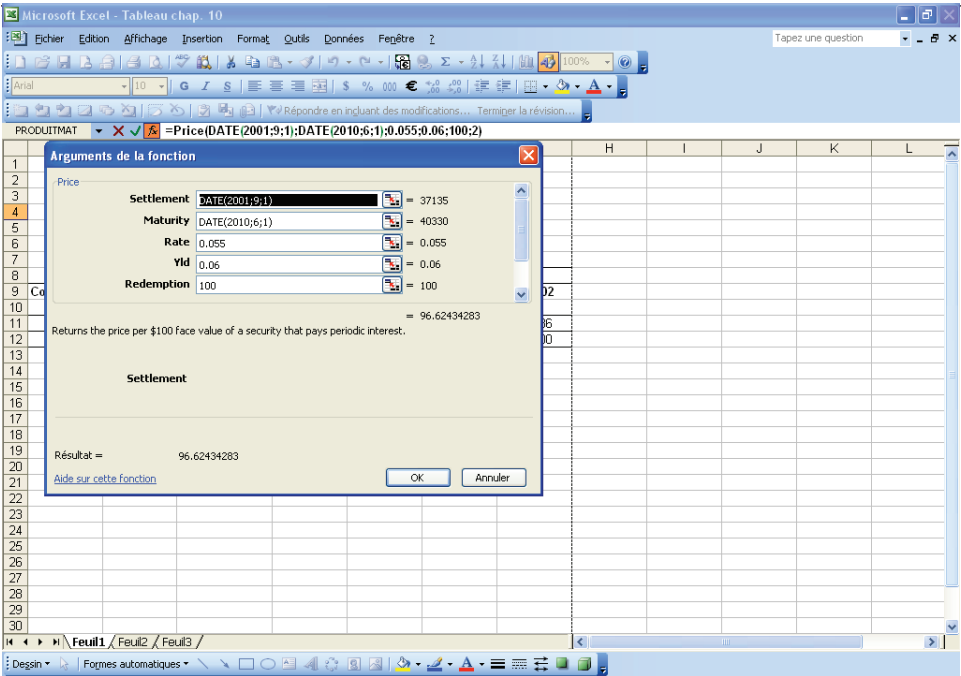 Microsoft Excel - Tableau chap. 10
Fichier Edition Affichage Insertion Format Outils Données Fenêtre ? Tapez une question
100%
Arial 10 G I S $ % 000 €
Répondre en incluant des modifications... Terminer la révision...
PRODUITMAT =Price(DATE(2001;9;1);DATE(2010;6;1);0.055;0.06;100;2)
H I J K L
Arguments de la fonction
Price
Settlement DATE(2001;9;1) = 37135
Maturity DATE(2010;6;1) = 40330
Rate 0.055 = 0.055
Yld 0.06 = 0.06
Redemption 100 = 100
= 96.62434283
Returns the price per $100 face value of a security that pays periodic interest.
Settlement
Résultat = 96.62434283
Aide sur cette fonction OK Annuler
1
2
3
4
5
6
7
8
9 Co 02
10
11 36
12 00
13
14
15
16
17
18
19
20
21
22
23
24
25
26
27
28
29
30
Feuil1 Feuil2 Feuil3
Dessin Formes automatiques